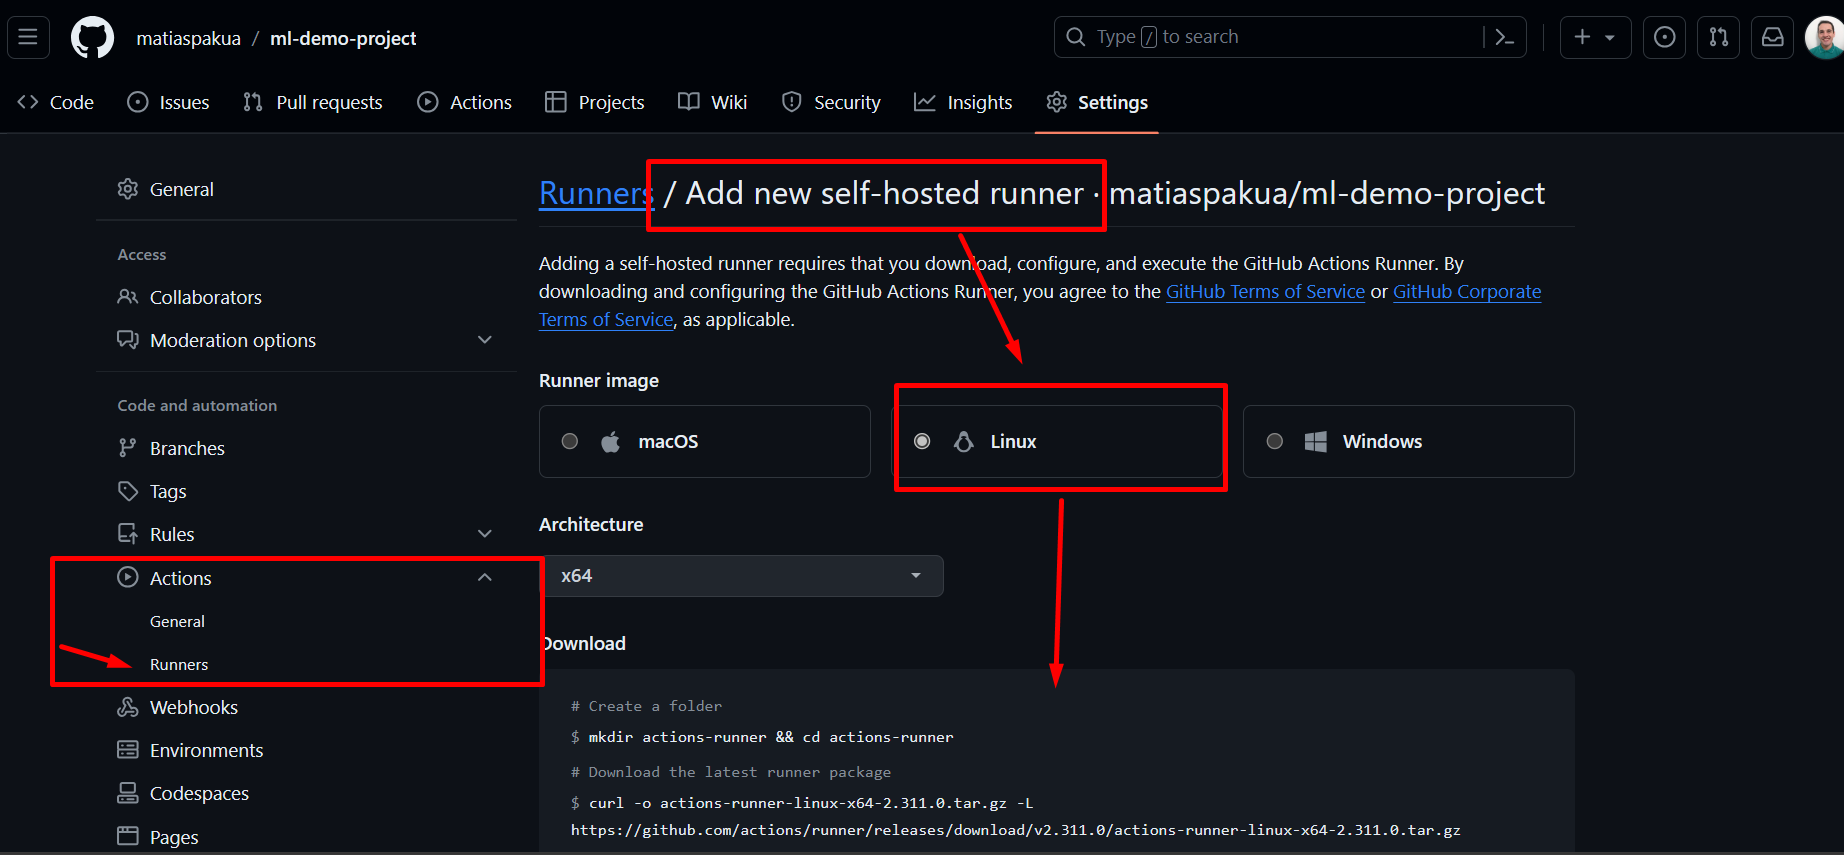 matiaspakua / ml-demo-project
Type / to search
Code Issues Pull requests Actions Projects Wiki Security Insights Settings
General
Access
Collaborators
Moderation options
Code and automation
Branches
Tags
Rules
Actions
General
Runners
Webhooks
Environments
Codespaces
Pages
Runners / Add new self-hosted runner · matiaspakua/ml-demo-project
Adding a self-hosted runner requires that you download, configure, and execute the GitHub Actions Runner. By
downloading and configuring the GitHub Actions Runner, you agree to the GitHub Terms of Service or GitHub Corporate
Terms of Service, as applicable.
Runner image
macOS Linux Windows
Architecture
x64
Download
# Create a folder
$ mkdir actions-runner && cd actions-runner
# Download the latest runner package
$ curl -o actions-runner-linux-x64-2.311.0.tar.gz -L
https://github.com/actions/runner/releases/download/v2.311.0/actions-runner-linux-x64-2.311.0.tar.gz